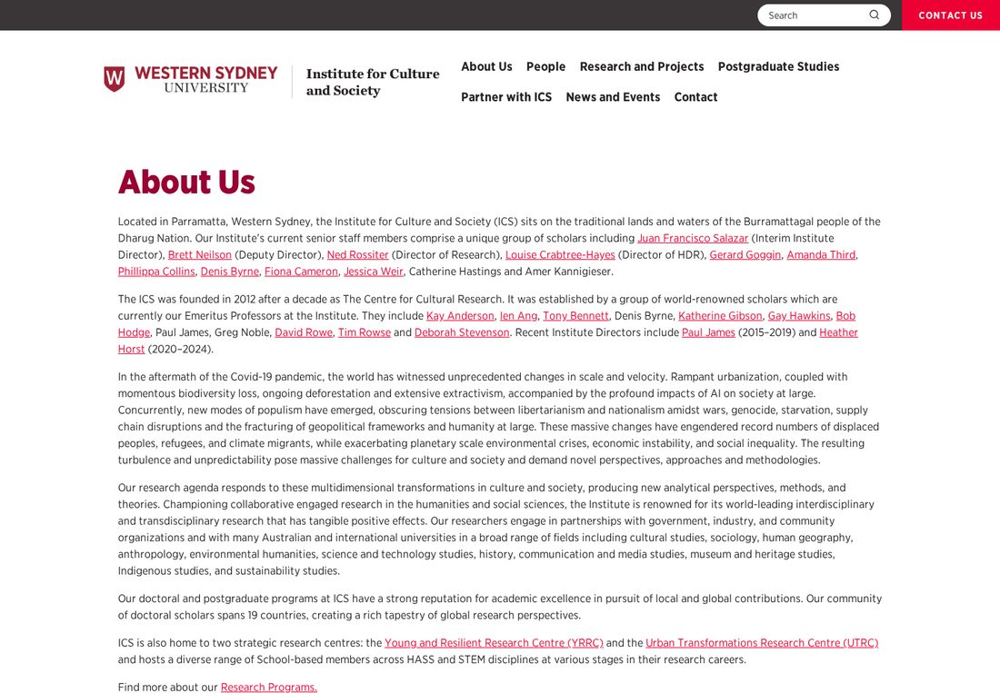 Search
CONTACT US
WESTERN SYDNEY
UNIVERSITY
W
Institute for Culture
and Society
About Us People Research and Projects Postgraduate Studies
Partner with ICS News and Events Contact
About Us
Located in Parramatta, Western Sydney, the Institute for Culture and Society (ICS) sits on the traditional lands and waters of the Burramattagal people of the
Dharug Nation. Our Institute's current senior staff members comprise a unique group of scholars including Juan Francisco Salazar (Interim Institute
Director), Brett Neilson (Deputy Director), Ned Rossiter (Director of Research), Louise Crabtree-Hayes (Director of HDR), Gerard Goggin, Amanda Third,
Phillippa Collins, Denis Byrne, Fiona Cameron, Jessica Weir, Catherine Hastings and Amer Kannigieser.
The ICS was founded in 2012 after a decade as The Centre for Cultural Research. It was established by a group of world-renowned scholars which are
currently our Emeritus Professors at the Institute. They include Kay Anderson, Ien Ang, Tony Bennett, Denis Byrne, Katherine Gibson, Gay Hawkins, Bob
Hodge, Paul James, Greg Noble, David Rowe, Tim Rowse and Deborah Stevenson. Recent Institute Directors include Paul James (2015–2019) and Heather
Horst (2020–2024).
In the aftermath of the Covid-19 pandemic, the world has witnessed unprecedented changes in scale and velocity. Rampant urbanization, coupled with
momentous biodiversity loss, ongoing deforestation and extensive extractivism, accompanied by the profound impacts of AI on society at large.
Concurrently, new modes of populism have emerged, obscuring tensions between libertarianism and nationalism amidst wars, genocide, starvation, supply
chain disruptions and the fracturing of geopolitical frameworks and humanity at large. These massive changes have engendered record numbers of displaced
peoples, refugees, and climate migrants, while exacerbating planetary scale environmental crises, economic instability, and social inequality. The resulting
turbulence and unpredictability pose massive challenges for culture and society and demand novel perspectives, approaches and methodologies.
Our research agenda responds to these multidimensional transformations in culture and society, producing new analytical perspectives, methods, and
theories. Championing collaborative engaged research in the humanities and social sciences, the Institute is renowned for its world-leading interdisciplinary
and transdisciplinary research that has tangible positive effects. Our researchers engage in partnerships with government, industry, and community
organizations and with many Australian and international universities in a broad range of fields including cultural studies, sociology, human geography,
anthropology, environmental humanities, science and technology studies, history, communication and media studies, museum and heritage studies,
Indigenous studies, and sustainability studies.
Our doctoral and postgraduate programs at ICS have a strong reputation for academic excellence in pursuit of local and global contributions. Our community
of doctoral scholars spans 19 countries, creating a rich tapestry of global research perspectives.
ICS is also home to two strategic research centres: the Young and Resilient Research Centre (YRRC) and the Urban Transformations Research Centre (UTRC)
and hosts a diverse range of School-based members across HASS and STEM disciplines at various stages in their research careers.
Find more about our Research Programs.